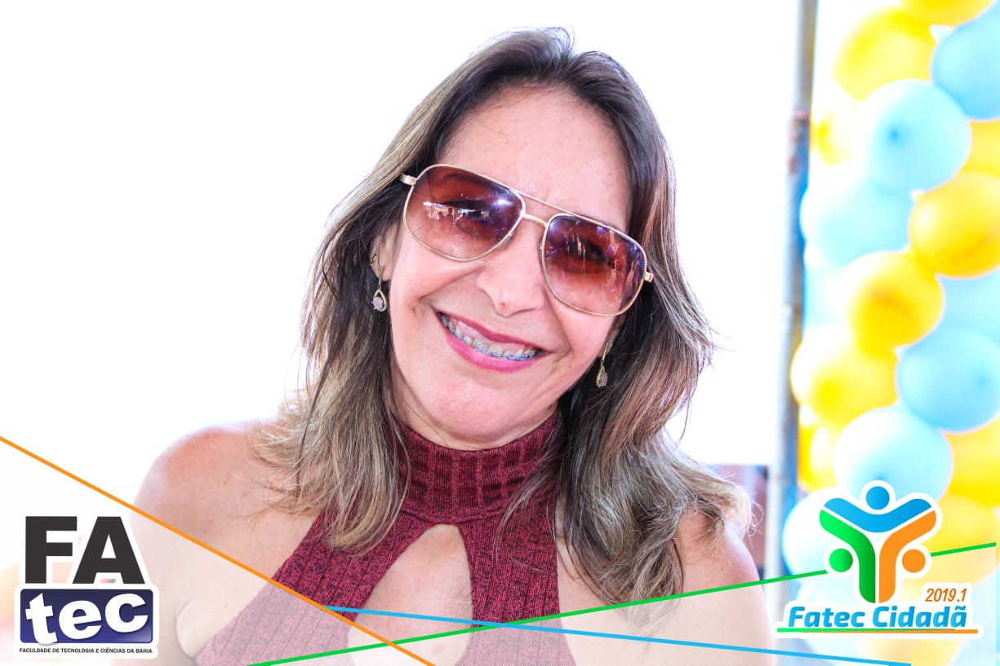 FA
tec
FACULDADE DE TECNOLOGIA E CIÊNCIAS DA BAHIA
2019.1
Fatec Cidadã